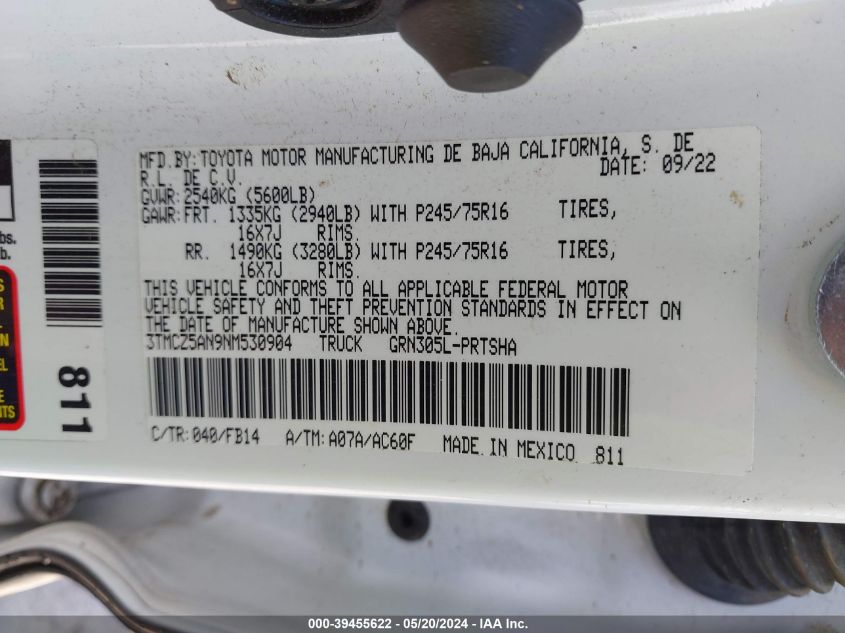 MFD.BY:TOYOTA MOTOR MANUFACTURING DE BAJA CALIFORNIA, S. DE
R.L. DE C.V. DATE: 09/22
GVWR:2540KG (5600LB)
GAWR:FRT. 1335KG (2940LB) WITH P245/75R16 TIRES,
16X7J RIMS.
RR. 1490KG (3280LB) WITH P245/75R16 TIRES,
16X7J RIMS.
THIS VEHICLE CONFORMS TO ALL APPLICABLE FEDERAL MOTOR
VEHICLE SAFETY AND THEFT PREVENTION STANDARDS IN EFFECT ON
THE DATE OF MANUFACTURE SHOWN ABOVE.
3TMCZ5AN9NM530904 TRUCK GRN305L-PRTSHA
C/TR:040/FB14 A/TM:A07A/AC60F MADE IN MEXICO 811
811
bs.
b.
000-39455622 - 05/20/2024 - IAA Inc.